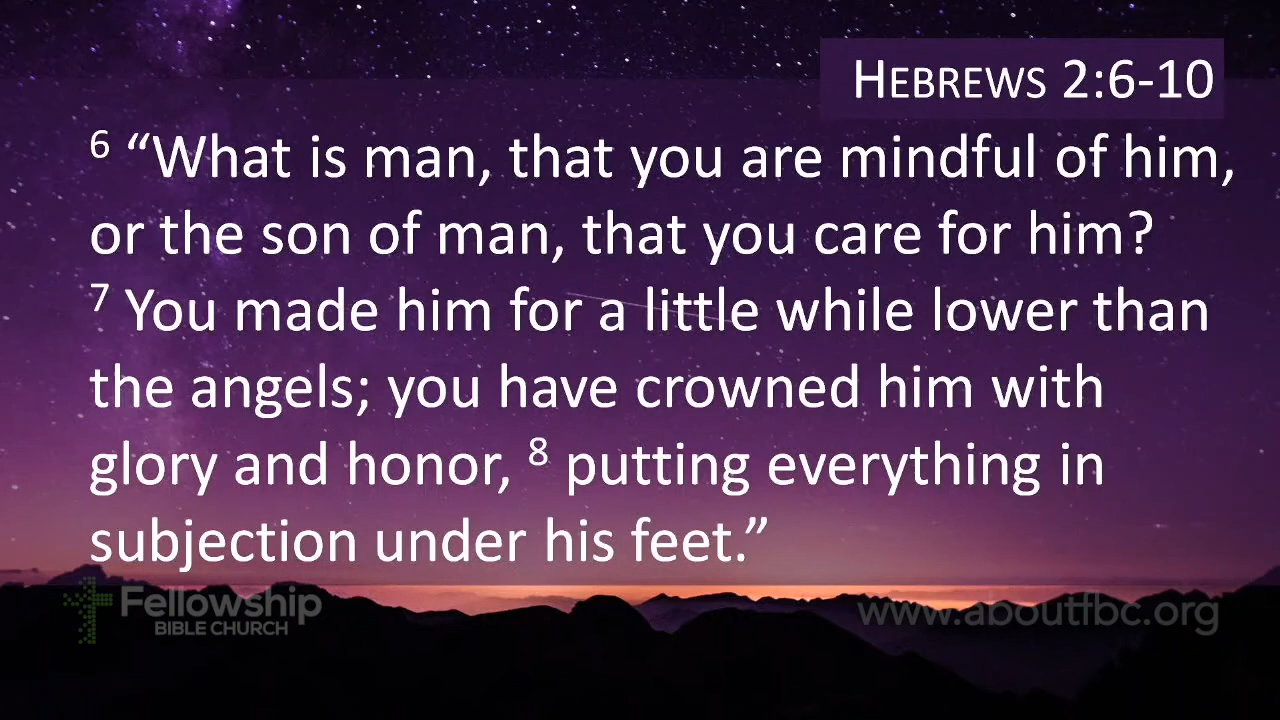 HEBREWS 2:6-10
6 “What is man, that you are mindful of him,
or the son of man, that you care for him?
7 You made him for a little while lower than
the angels; you have crowned him with
glory and honor, 8 putting everything in
subjection under his feet.”
Fellowship
BIBLE CHURCH
www.aboutfbc.org